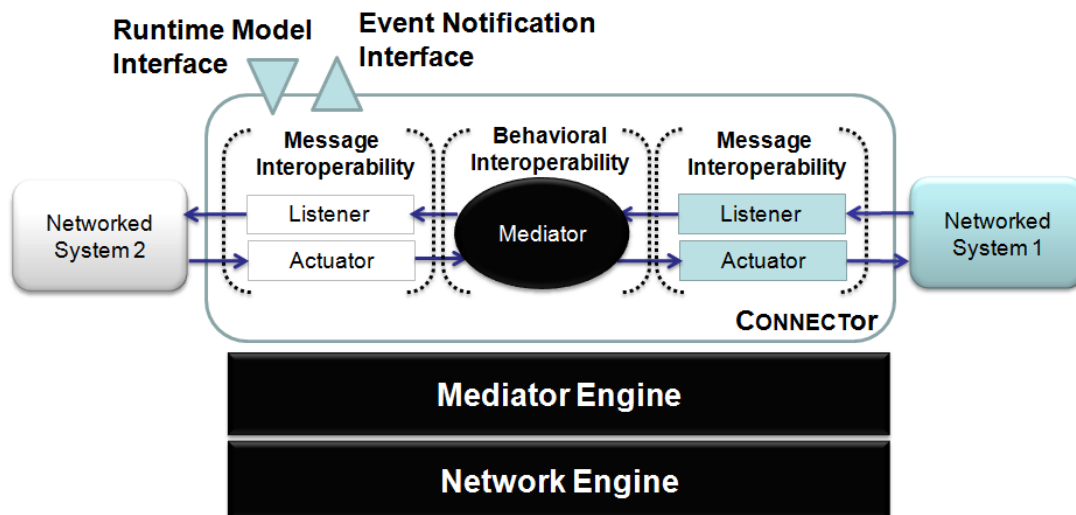 Runtime Model
Interface
Event Notification
Interface
Message
Interoperability
Behavioral
Interoperability
Message
Interoperability
Networked
System 2
Listener
Actuator
Mediator
Listener
Actuator
Networked
System 1
CONNECTor
Mediator Engine
Network Engine